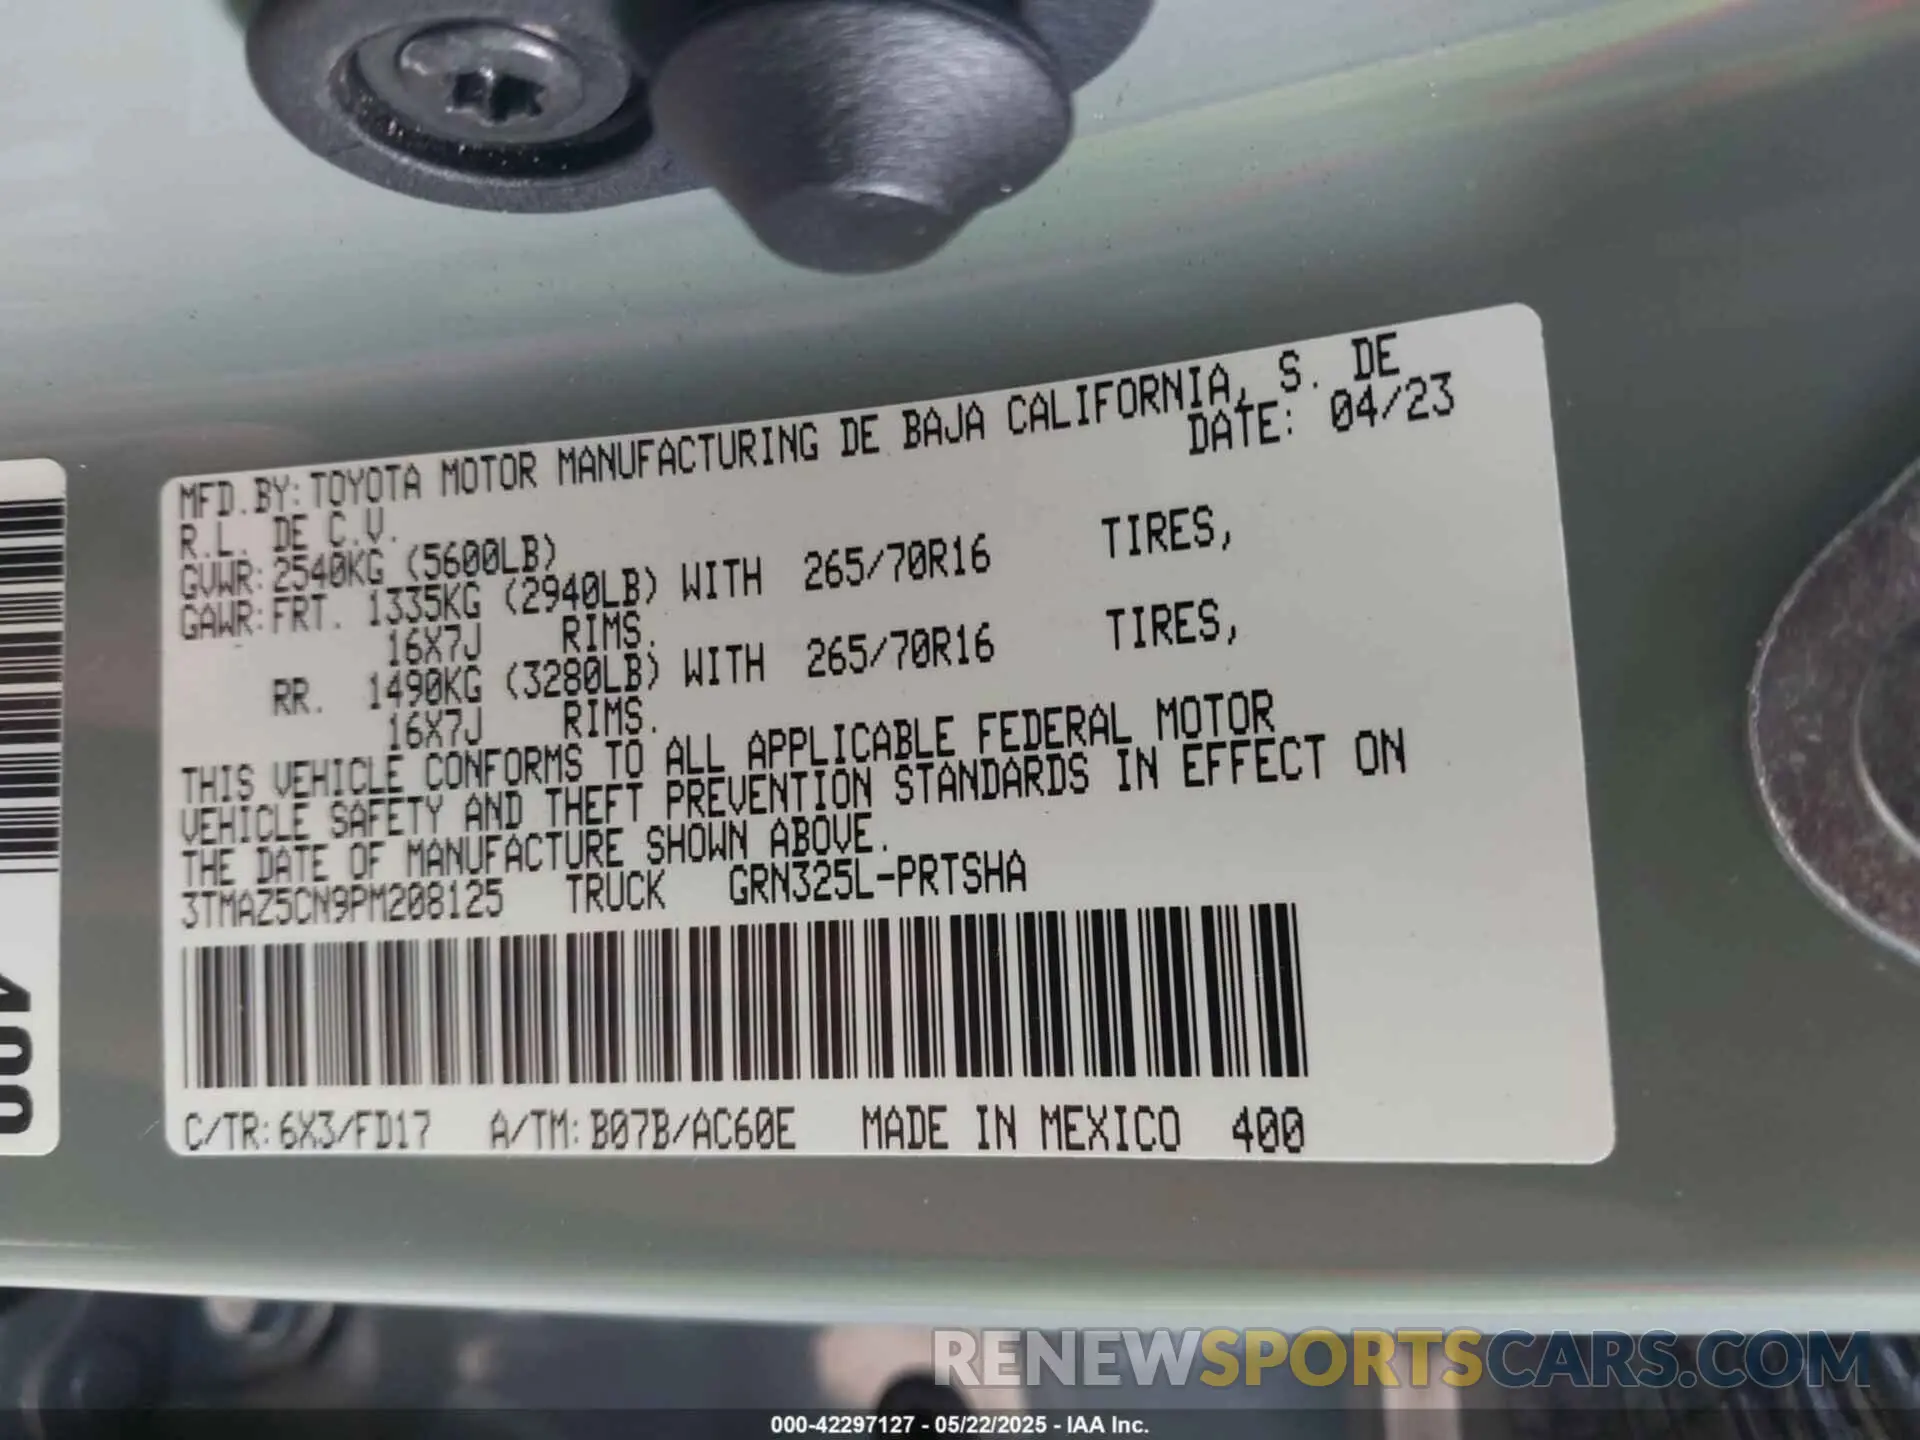 MFD.BY:TOYOTA MOTOR MANUFACTURING DE BAJA CALIFORNIA, S. DE
R.L. DE C.V. DATE: 04/23
GVWR:2540KG (5600LB)
GAWR:FRT. 1335KG (2940LB) WITH 265/70R16 TIRES,
16X7J RIMS.
RR. 1490KG (3280LB) WITH 265/70R16 TIRES,
16X7J RIMS.
THIS VEHICLE CONFORMS TO ALL APPLICABLE FEDERAL MOTOR
VEHICLE SAFETY AND THEFT PREVENTION STANDARDS IN EFFECT ON
THE DATE OF MANUFACTURE SHOWN ABOVE.
3TMAZ5CN9PM208125 TRUCK GRN325L-PRTSHA
C/TR:6X3/FD17 A/TM:B07B/AC60E MADE IN MEXICO 400
RENEWSPORTSCARS.COM
000-42297127 - 05/22/2025 - IAA Inc.